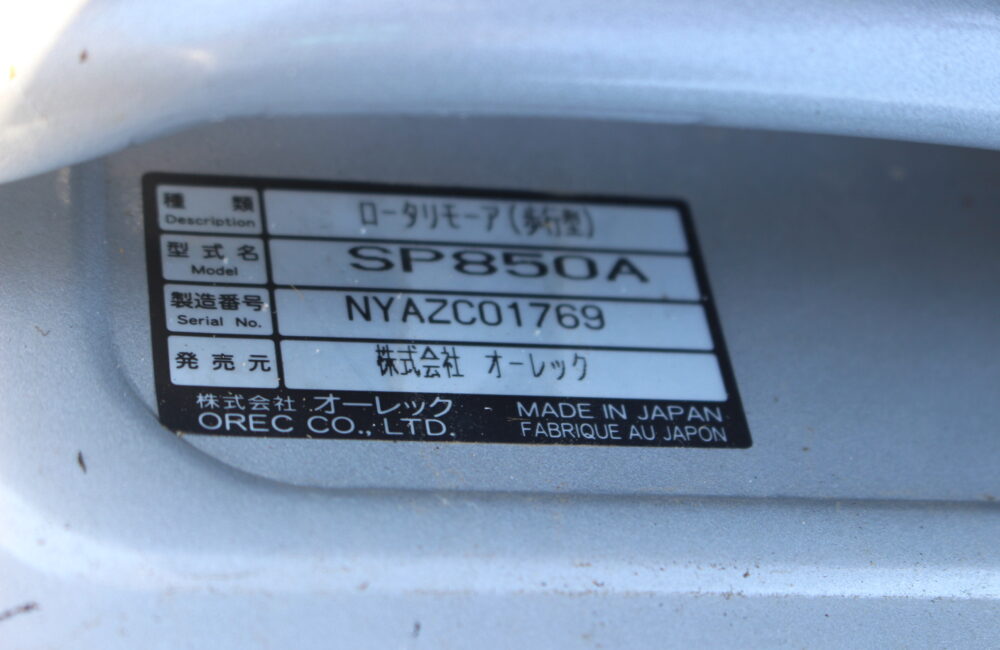 種類 ロータリモーア(歩行型)
Description
型式名 SP850A
Model
製造番号 NYAZC01769
Serial No.
発売元 株式会社 オーレック
株式会社 オーレック MADE IN JAPAN
OREC CO., LTD. FABRIQUE AU JAPON